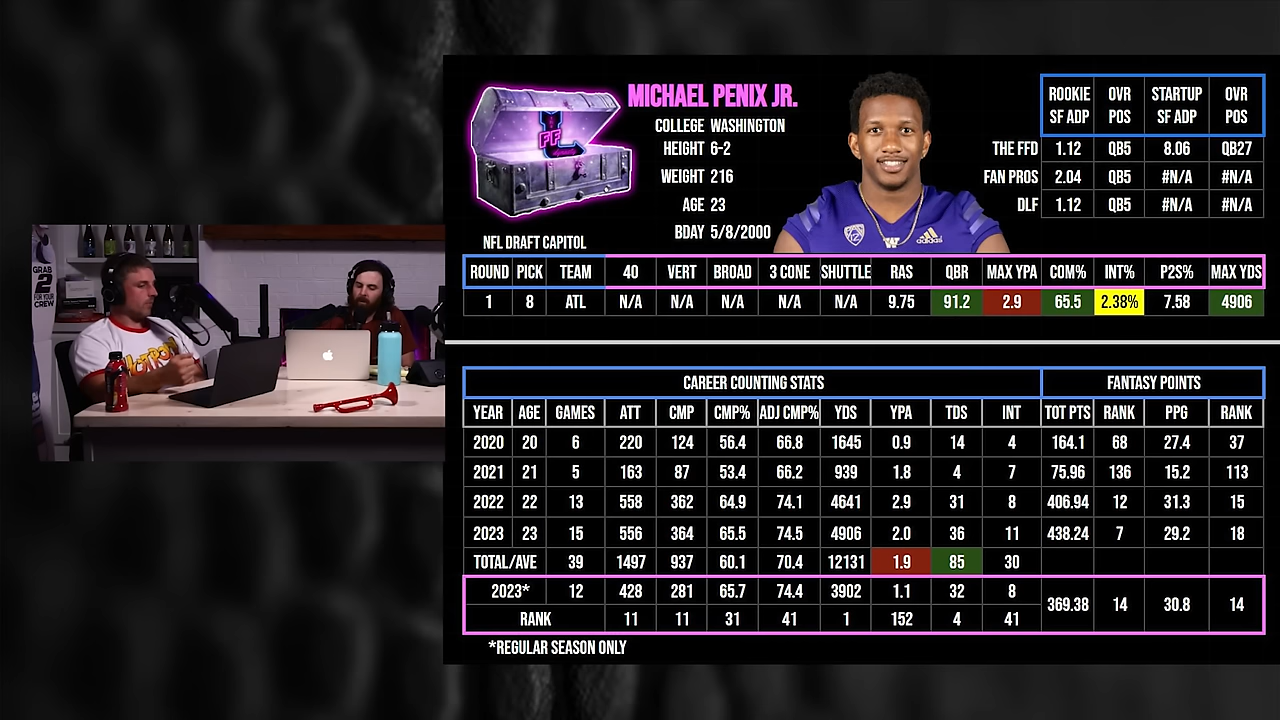 MICHAEL PENIX JR.
COLLEGE WASHINGTON
HEIGHT 6-2
WEIGHT 216
AGE 23
BDAY 5/8/2000
FF
ROOKIE SF ADP OVR POS STARTUP SF ADP OVR POS
THE FFD 1.12 QB5 8.06 QB27
FAN PROS 2.04 QB5 #N/A #N/A
DLF 1.12 QB5 #N/A #N/A
W
adidas
GRAB
2
FOR YOUR
CREW
NFL DRAFT CAPITOL
ROUND PICK TEAM 40 VERT BROAD 3 CONE SHUTTLE RAS QBR MAX YPA COM% INT% P2S% MAX YDS
1 8 ATL N/A N/A N/A N/A N/A 9.75 91.2 2.9 65.5 2.38% 7.58 4906
CAREER COUNTING STATS FANTASY POINTS
YEAR AGE GAMES ATT CMP CMP% ADJ CMP% YDS YPA TDS INT TOT PTS RANK PPG RANK
2020 20 6 220 124 56.4 66.8 1645 0.9 14 4 164.1 68 27.4 37
2021 21 5 163 87 53.4 66.2 939 1.8 4 7 75.96 136 15.2 113
2022 22 13 558 362 64.9 74.1 4641 2.9 31 8 406.94 12 31.3 15
2023 23 15 556 364 65.5 74.5 4906 2.0 36 11 438.24 7 29.2 18
TOTAL/AVE 39 1497 937 60.1 70.4 12131 1.9 85 30
2023* 12 428 281 65.7 74.4 3902 1.1 32 8 369.38 14 30.8 14
RANK 11 11 31 41 1 152 4 41
*REGULAR SEASON ONLY